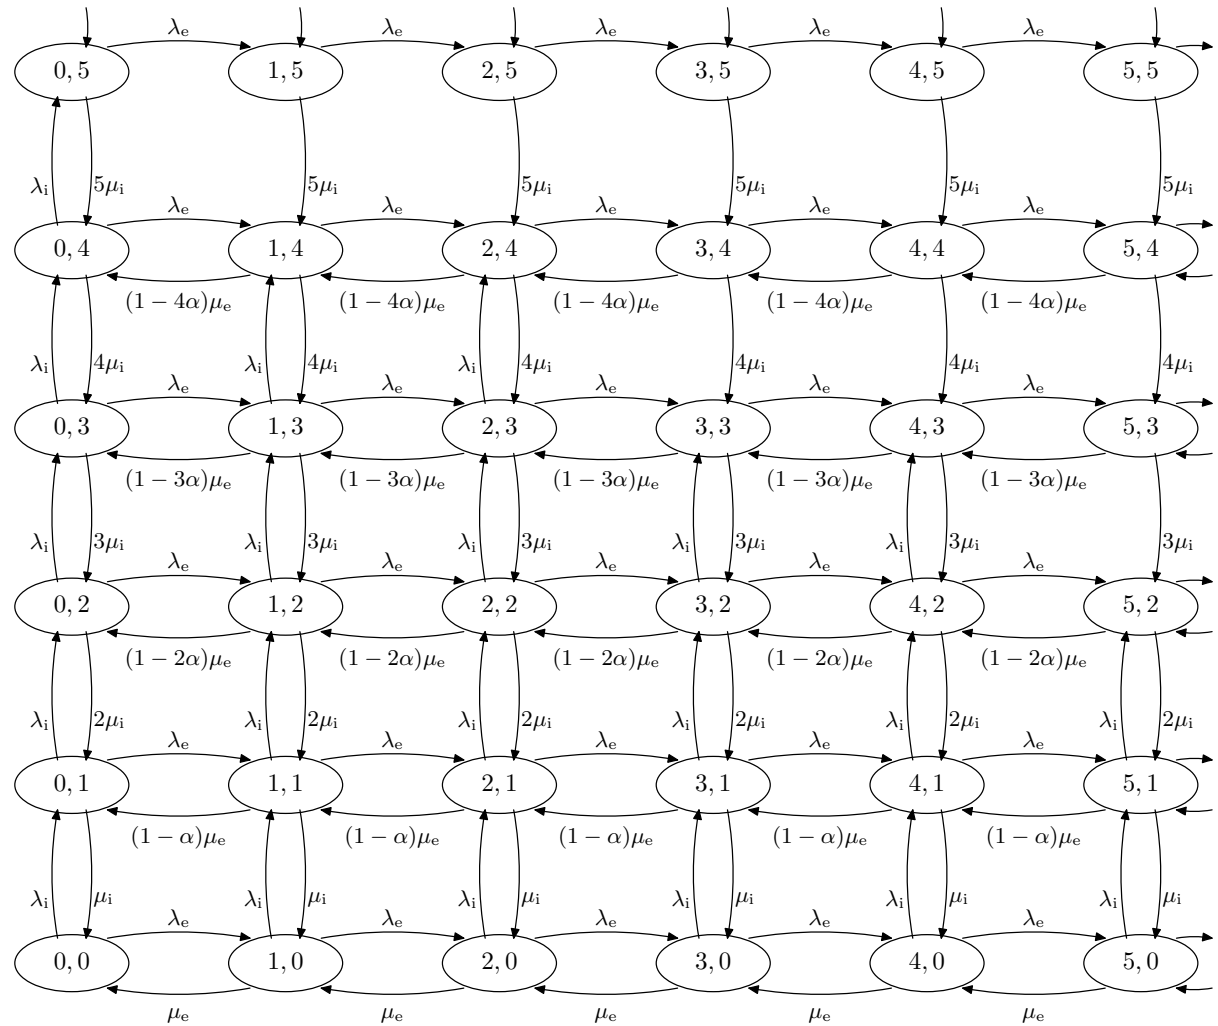 λe λe λe λe λe
0, 5 1, 5 2, 5 3, 5 4, 5 5, 5
λi 5μi 5μi 5μi 5μi 5μi 5μi
λe λe λe λe λe
0, 4 1, 4 2, 4 3, 4 4, 4 5, 4
(1 − 4α)μe (1 − 4α)μe (1 − 4α)μe (1 − 4α)μe (1 − 4α)μe
λi 4μi λi 4μi λi 4μi 4μi 4μi 4μi
λe λe λe λe λe
0, 3 1, 3 2, 3 3, 3 4, 3 5, 3
(1 − 3α)μe (1 − 3α)μe (1 − 3α)μe (1 − 3α)μe (1 − 3α)μe
λi 3μi λi 3μi λi 3μi λi 3μi λi 3μi 3μi
λe λe λe λe λe
0, 2 1, 2 2, 2 3, 2 4, 2 5, 2
(1 − 2α)μe (1 − 2α)μe (1 − 2α)μe (1 − 2α)μe (1 − 2α)μe
λi 2μi λi 2μi λi 2μi λi 2μi λi 2μi λi 2μi
λe λe λe λe λe
0, 1 1, 1 2, 1 3, 1 4, 1 5, 1
(1 − α)μe (1 − α)μe (1 − α)μe (1 − α)μe (1 − α)μe
λi μi λi μi λi μi λi μi λi μi λi μi
λe λe λe λe λe
0, 0 1, 0 2, 0 3, 0 4, 0 5, 0
μe μe μe μe μe